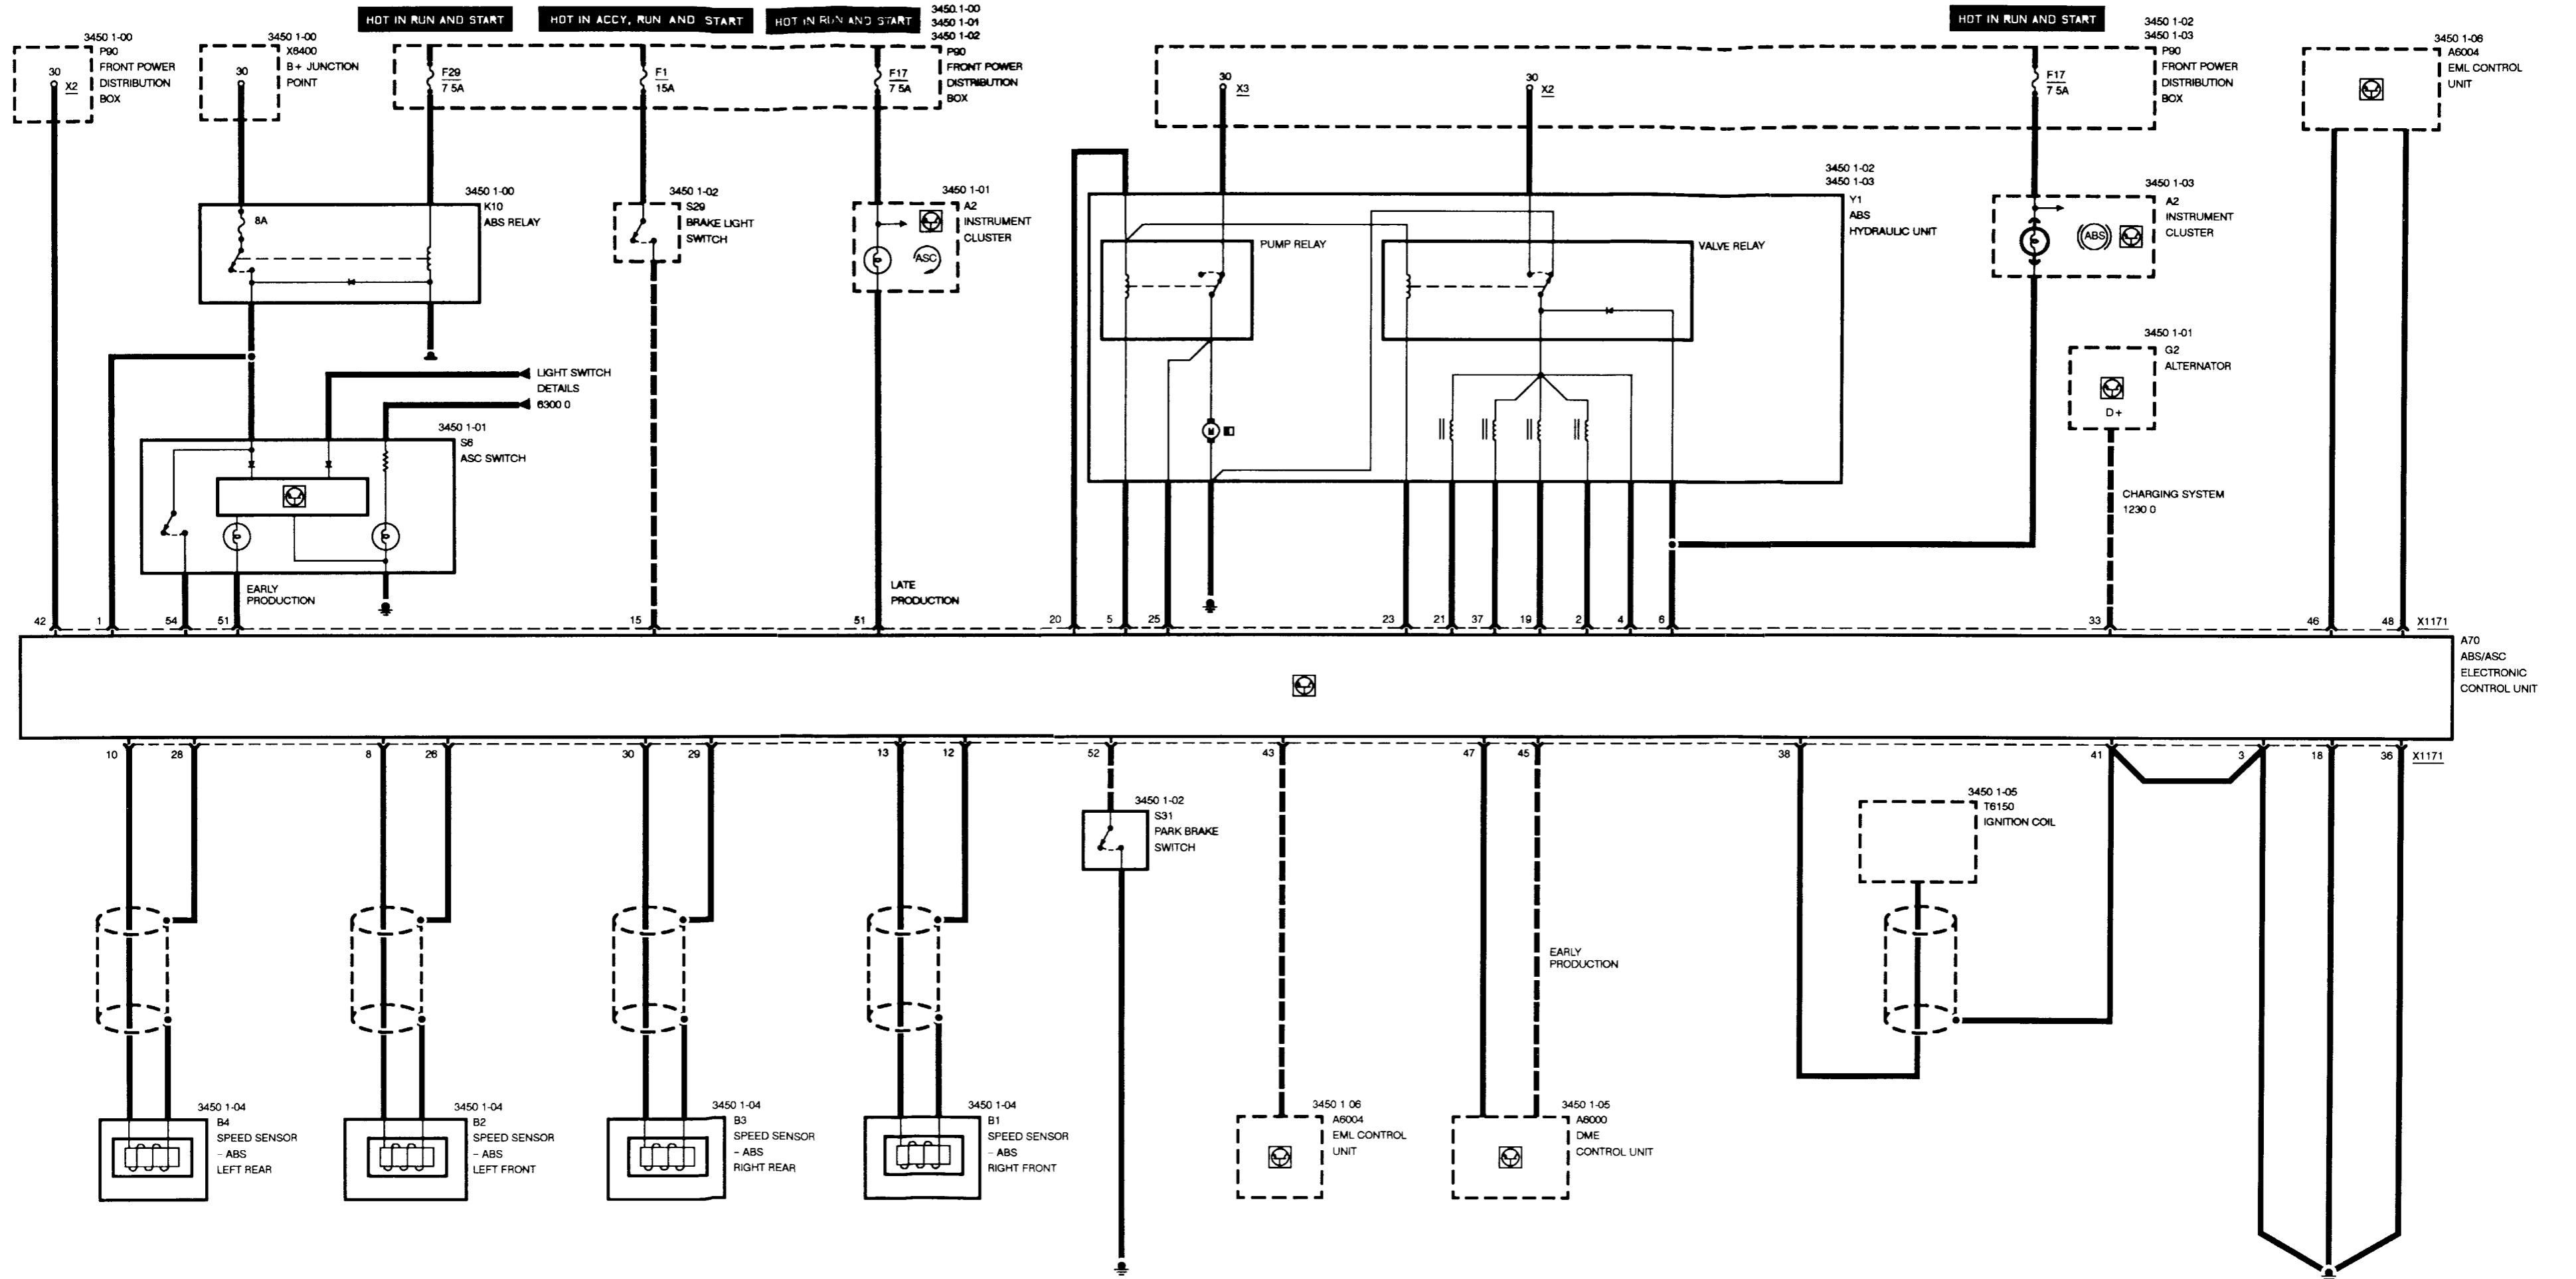 HOT IN RUN AND START
HOT IN ACCY, RUN AND START
HOT IN RUN AND START
HOT IN RUN AND START
3450 1-00
P90
FRONT POWER
DISTRIBUTION
BOX
30
X2
3450 1-00
X6400
B+ JUNCTION
POINT
30
F29
7 5A
F1
15A
F17
7 5A
3450.1-00
3450 1-01
3450 1-02
P90
FRONT POWER
DISTRIBUTION
BOX
30
X3
30
X2
F17
7 5A
3450 1-02
3450 1-03
P90
FRONT POWER
DISTRIBUTION
BOX
3450 1-06
A6004
EML CONTROL
UNIT
8A
3450 1-00
K10
ABS RELAY
3450 1-02
S29
BRAKE LIGHT
SWITCH
3450 1-01
A2
INSTRUMENT
CLUSTER
ASC
3450 1-02
3450 1-03
Y1
ABS
HYDRAULIC UNIT
PUMP RELAY
VALVE RELAY
M
3450 1-03
A2
INSTRUMENT
CLUSTER
ABS
3450 1-01
G2
ALTERNATOR
D+
CHARGING SYSTEM
1230 0
LIGHT SWITCH
DETAILS
6300 0
3450 1-01
S6
ASC SWITCH
EARLY
PRODUCTION
LATE
PRODUCTION
42 1 54 51 15 51 20 5 25 23 21 37 19 2 4 6 33 46 48 X1171
A70
ABS/ASC
ELECTRONIC
CONTROL UNIT
10 28 8 26 30 29 13 12 52 43 47 45 38 41 3 18 36 X1171
3450 1-02
S31
PARK BRAKE
SWITCH
3450 1-05
T6150
IGNITION COIL
EARLY
PRODUCTION
3450 1-04
B4
SPEED SENSOR
- ABS
LEFT REAR
3450 1-04
B2
SPEED SENSOR
- ABS
LEFT FRONT
3450 1-04
B3
SPEED SENSOR
- ABS
RIGHT REAR
3450 1-04
B1
SPEED SENSOR
- ABS
RIGHT FRONT
3450 1 06
A6004
EML CONTROL
UNIT
3450 1-05
A6000
DME
CONTROL UNIT